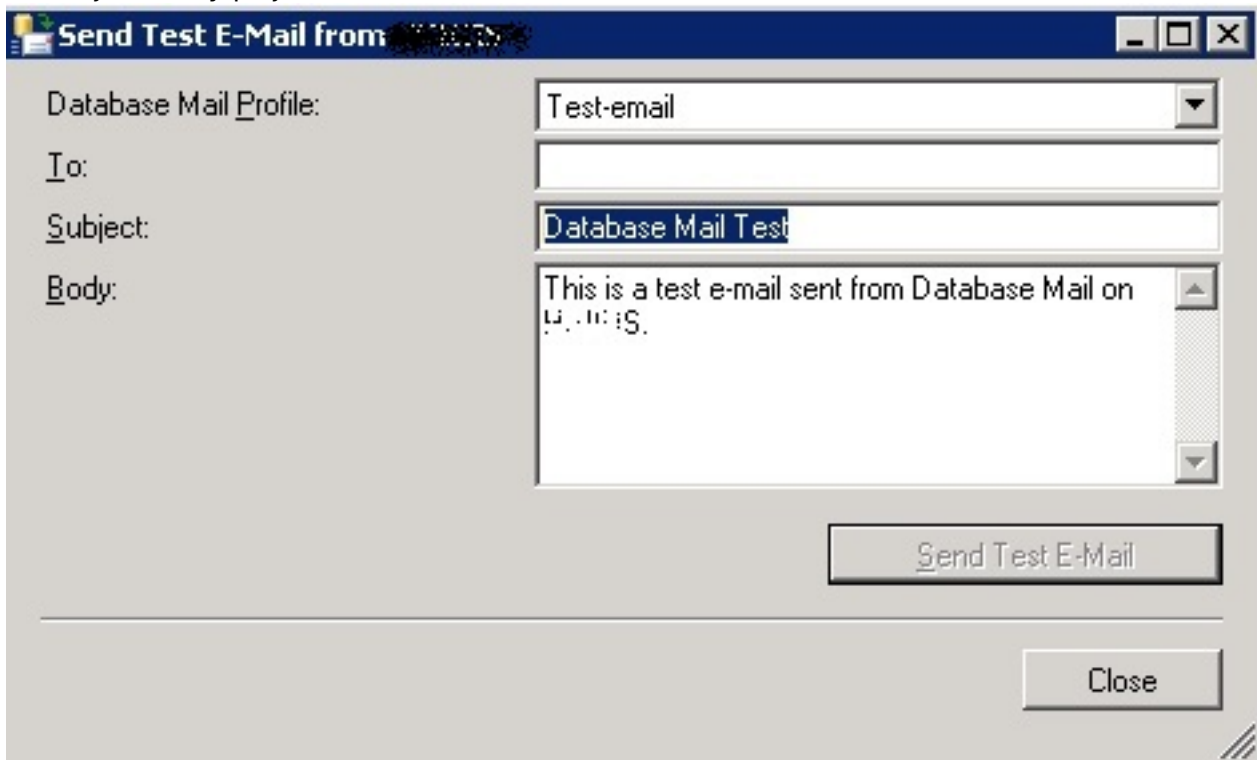 Send Test E-Mail from
Database Mail Profile:
Test-email
To:
Subject:
Database Mail Test
Body:
This is a test e-mail sent from Database Mail on
Send Test E-Mail
Close